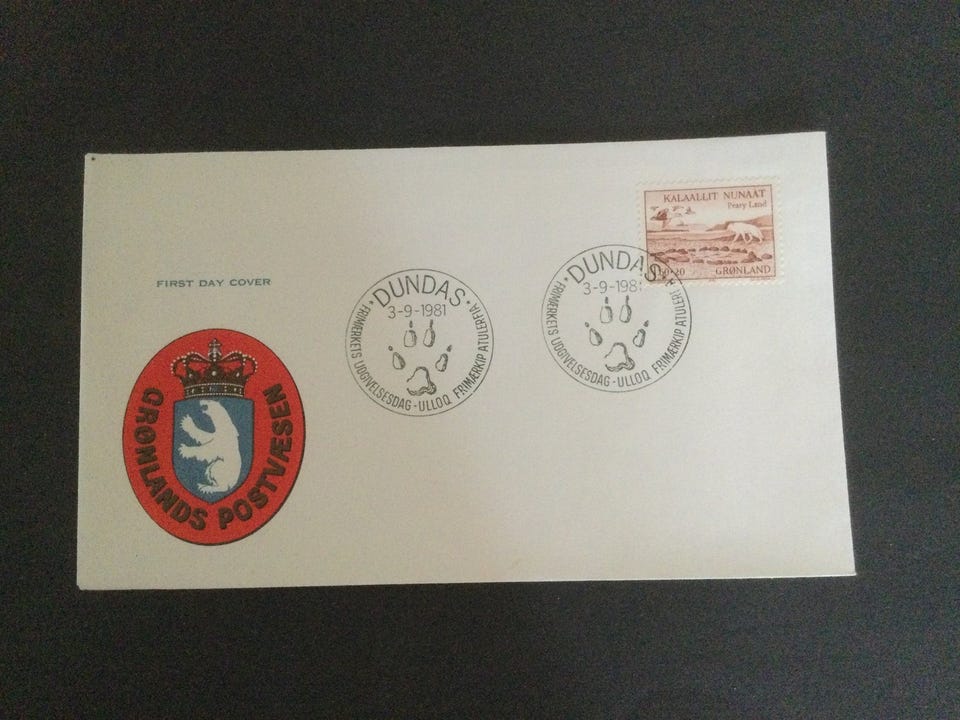 FIRST DAY COVER
GRØNLANDS POSTVÆSEN
DUNDAS
3-9-1981
FRIMÆRKETS UDGIVELSESDAG - ULLOQ FRIMÆRKIP ATULERFIA
DUNDAS
3-9-1981
FRIMÆRKETS UDGIVELSESDAG - ULLOQ FRIMÆRKIP ATULERF
KALAALLIT NUNAAT
Peary Land
GRØNLAND